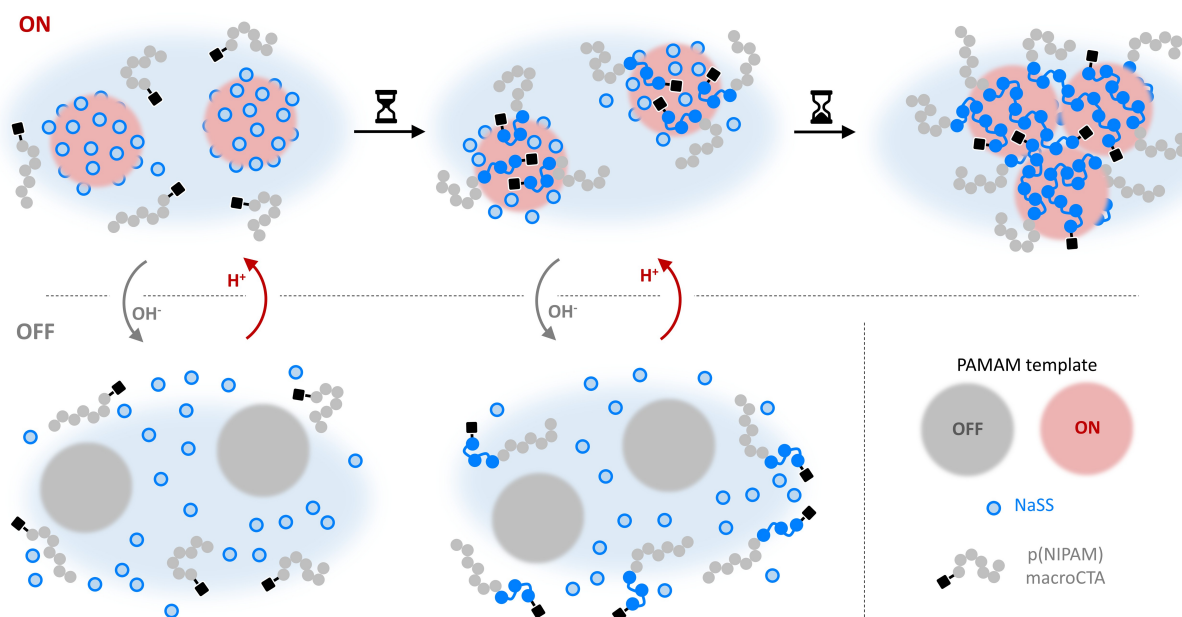 ON
H⁺
OH⁻
H⁺
OH⁻
OFF
PAMAM template
OFF
ON
NaSS
p(NIPAM)
macroCTA